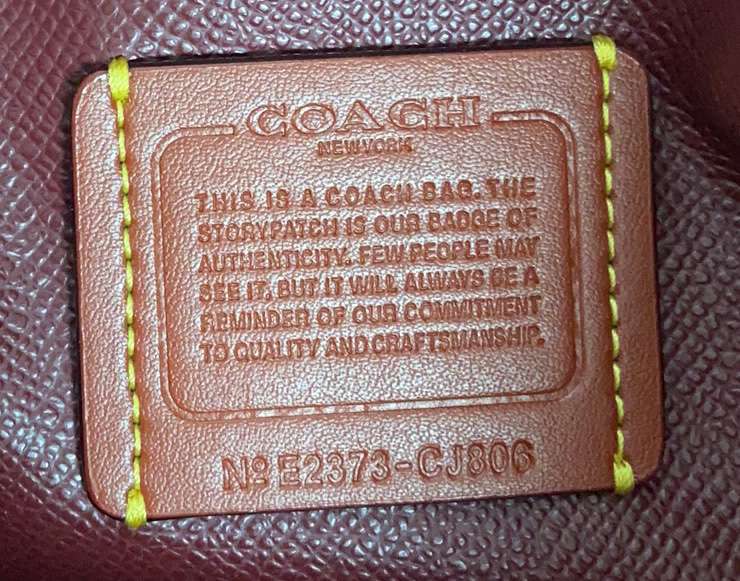 COACH
NEW YORK
THIS IS A COACH BAG. THE
STORYPATCH IS OUR BADGE OF
AUTHENTICITY. FEW PEOPLE MAY
SEE IT, BUT IT WILL ALWAYS BE A
REMINDER OF OUR COMMITMENT
TO QUALITY AND CRAFTSMANSHIP.
Nº E2373-CJ806